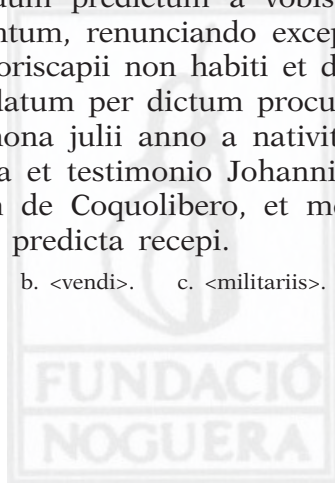 dum predictum a vobis
ntum, renunciando excep
oriscapii non habiti et d
latum per dictum procu
nona julii anno a nativit
a et testimonio Johanni
n de Coquolibero, et me
predicta recepi.
b. <vendi>. c. <militariis>.
FUNDACIÓ
NOGUERA